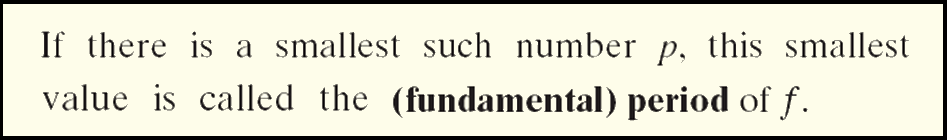 If there is a smallest such number p, this smallest
value is called the (fundamental) period of f.